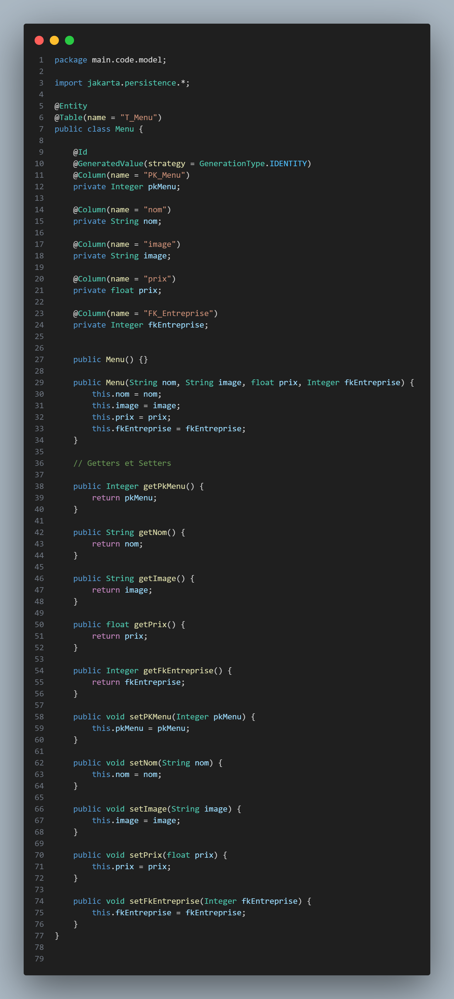 1 package main.code.model;
2
3 import jakarta.persistence.*;
4
5 @Entity
6 @Table(name = "T_Menu")
7 public class Menu {
8
9     @Id
10     @GeneratedValue(strategy = GenerationType.IDENTITY)
11     @Column(name = "PK_Menu")
12     private Integer pkMenu;
13
14     @Column(name = "nom")
15     private String nom;
16
17     @Column(name = "image")
18     private String image;
19
20     @Column(name = "prix")
21     private float prix;
22
23     @Column(name = "FK_Entreprise")
24     private Integer fkEntreprise;
25
26
27     public Menu() {}
28
29     public Menu(String nom, String image, float prix, Integer fkEntreprise) {
30         this.nom = nom;
31         this.image = image;
32         this.prix = prix;
33         this.fkEntreprise = fkEntreprise;
34     }
35
36     // Getters et Setters
37
38     public Integer getPkMenu() {
39         return pkMenu;
40     }
41
42     public String getNom() {
43         return nom;
44     }
45
46     public String getImage() {
47         return image;
48     }
49
50     public float getPrix() {
51         return prix;
52     }
53
54     public Integer getFkEntreprise() {
55         return fkEntreprise;
56     }
57
58     public void setPKMenu(Integer pkMenu) {
59         this.pkMenu = pkMenu;
60     }
61
62     public void setNom(String nom) {
63         this.nom = nom;
64     }
65
66     public void setImage(String image) {
67         this.image = image;
68     }
69
70     public void setPrix(float prix) {
71         this.prix = prix;
72     }
73
74     public void setFkEntreprise(Integer fkEntreprise) {
75         this.fkEntreprise = fkEntreprise;
76     }
77 }
78
79